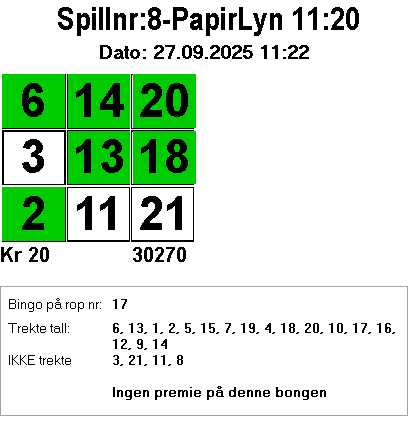 Spillnr:8-PapirLyn 11:20
Dato: 27.09.2025 11:22
6 14 20
3 13 18
2 11 21
Kr 20 30270
Bingo på rop nr: 17
Trekte tall: 6, 13, 1, 2, 5, 15, 7, 19, 4, 18, 20, 10, 17, 16,
12, 9, 14
IKKE trekte 3, 21, 11, 8
Ingen premie på denne bongen